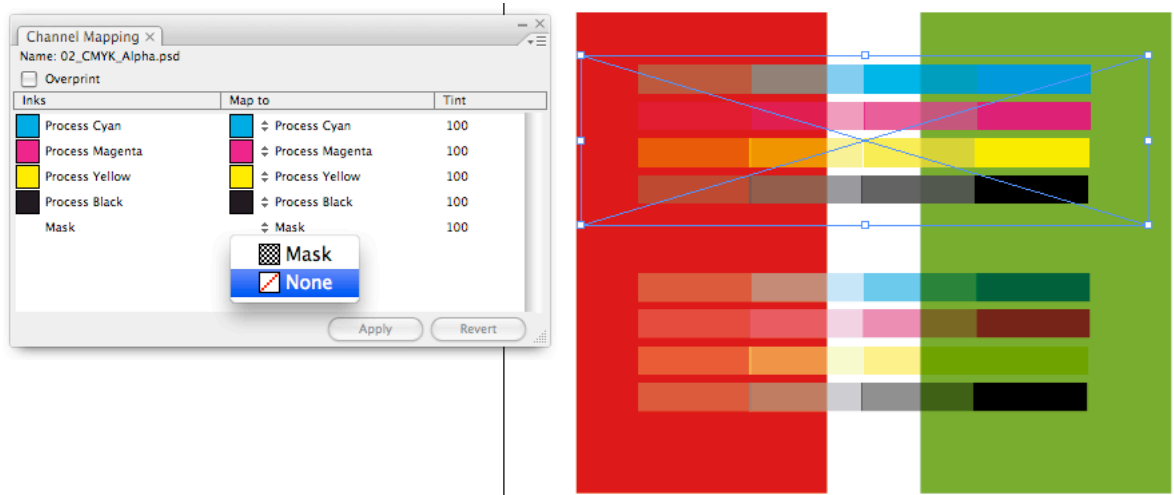 Channel Mapping ×
Name: 02_CMYK_Alpha.psd
Overprint
Inks Map to Tint
Process Cyan Process Cyan 100
Process Magenta Process Magenta 100
Process Yellow Process Yellow 100
Process Black Process Black 100
Mask Mask 100
Mask
None
Apply Revert